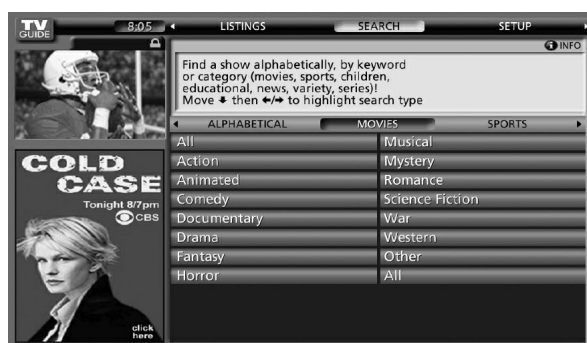 TV
GUIDE
8:05
LISTINGS
SEARCH
SETUP
INFO
Find a show alphabetically, by keyword
or category (movies, sports, children,
educational, news, variety, series)!
Move ⬇ then ⬅/➡ to highlight search type
ALPHABETICAL
MOVIES
SPORTS
All
Musical
Action
Mystery
Animated
Romance
Comedy
Science Fiction
Documentary
War
Drama
Western
Fantasy
Other
Horror
All
COLD
CASE
Tonight 8/7pm
CBS
click
here